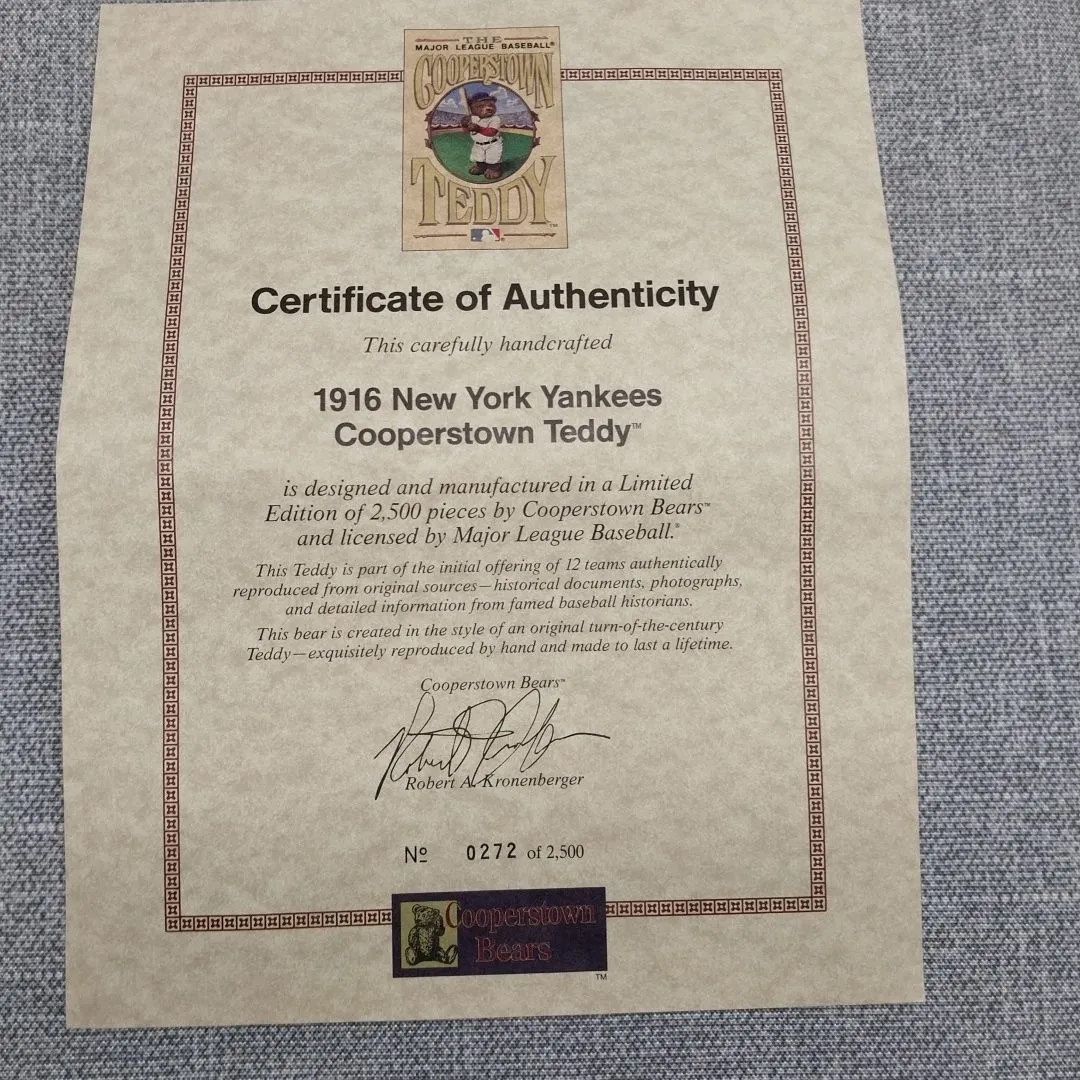 THE
MAJOR LEAGUE BASEBALL®
COOPERSTOWN
TEDDY™
Certificate of Authenticity
This carefully handcrafted
1916 New York Yankees
Cooperstown Teddy™
is designed and manufactured in a Limited
Edition of 2,500 pieces by Cooperstown Bears™
and licensed by Major League Baseball.®
This Teddy is part of the initial offering of 12 teams authentically
reproduced from original sources—historical documents, photographs,
and detailed information from famed baseball historians.
This bear is created in the style of an original turn-of-the-century
Teddy—exquisitely reproduced by hand and made to last a lifetime.
Cooperstown Bears™
Robert A. Kronenberger
Nº 0272 of 2,500
Cooperstown
Bears
TM